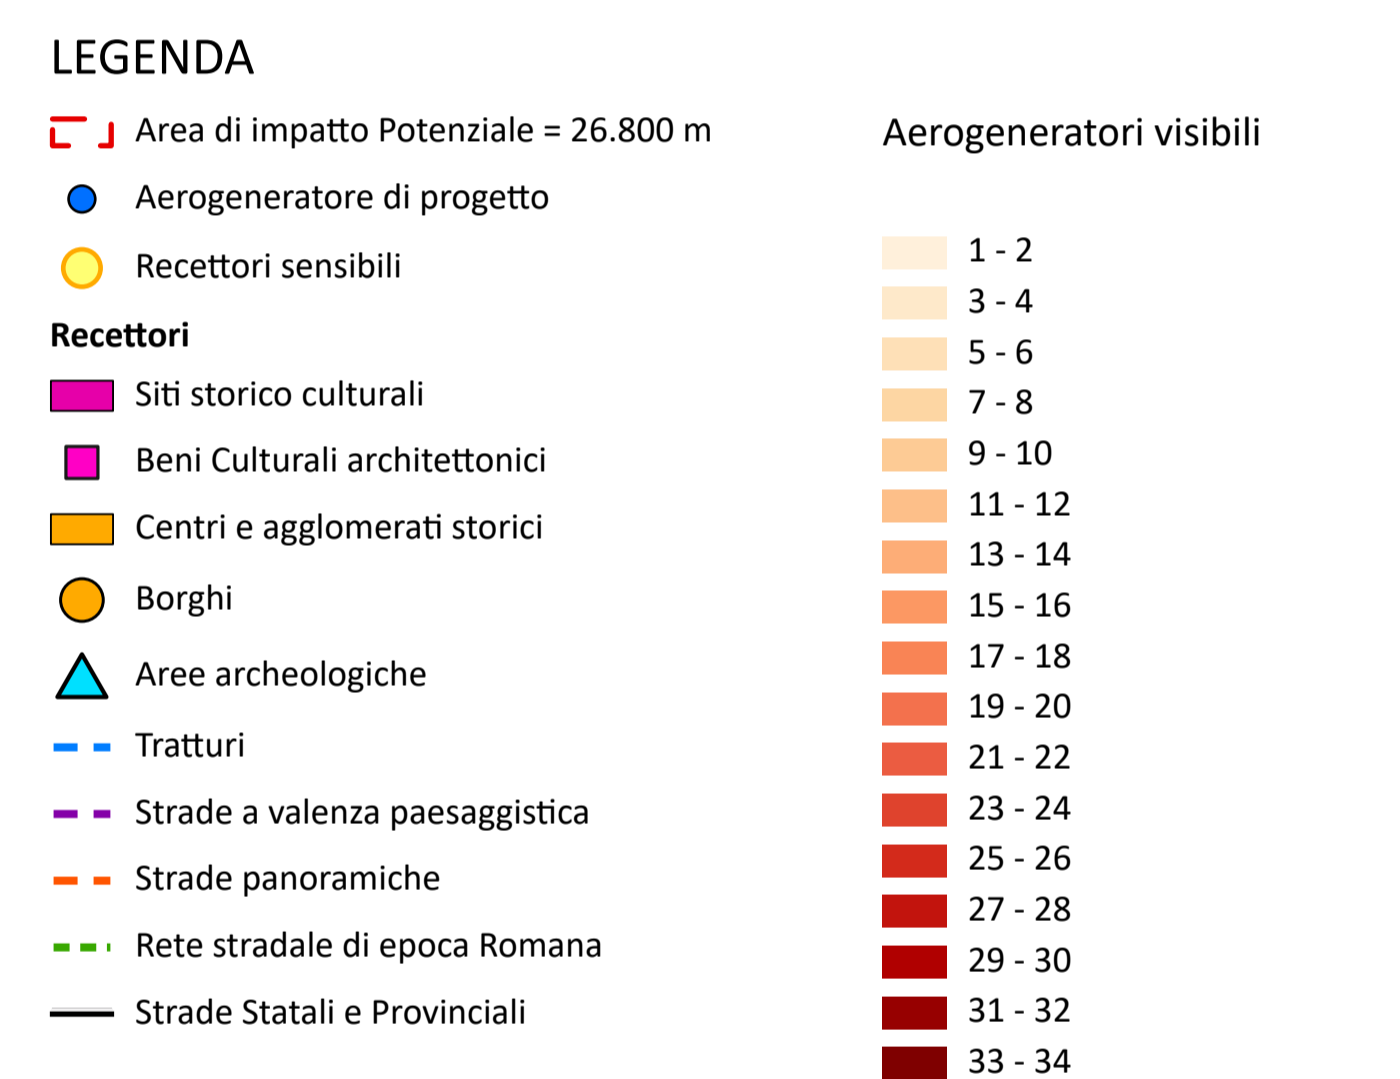 LEGENDA
Area di impatto Potenziale = 26.800 m
Aerogeneratore di progetto
Recettori sensibili
Recettori
Siti storico culturali
Beni Culturali architettonici
Centri e agglomerati storici
Borghi
Aree archeologiche
Tratturi
Strade a valenza paesaggistica
Strade panoramiche
Rete stradale di epoca Romana
Strade Statali e Provinciali
Aerogeneratori visibili
1 - 2
3 - 4
5 - 6
7 - 8
9 - 10
11 - 12
13 - 14
15 - 16
17 - 18
19 - 20
21 - 22
23 - 24
25 - 26
27 - 28
29 - 30
31 - 32
33 - 34